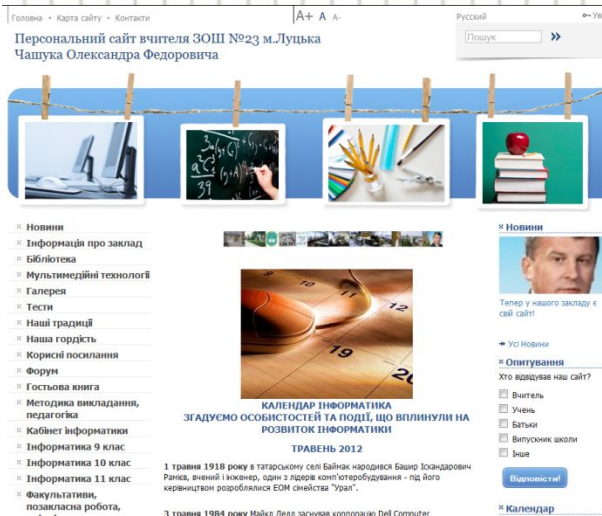 Головна • Карта сайту • Контакти
A+ A A-
Русский
Персональний сайт вчителя ЗОШ №23 м.Луцька
Чашука Олександра Федоровича
Пошук
Новини
Інформація про заклад
Бібліотека
Мультимедійні технології
Галерея
Тести
Наші традиції
Наша гордість
Корисні посилання
Форум
Гостьова книга
Методика викладання,
педагогіка
Кабінет інформатики
Інформатика 9 клас
Інформатика 10 клас
Інформатика 11 клас
Факультативи,
позакласна робота,
КАЛЕНДАР ІНФОРМАТИКА
ЗГАДУЄМО ОСОБИСТОСТЕЙ ТА ПОДІЇ, ЩО ВПЛИНУЛИ НА
РОЗВИТОК ІНФОРМАТИКИ
ТРАВЕНЬ 2012
1 травня 1918 року в татарському селі Баймак народився Башир Іскандарович
Рамієв, вчений і інженер, один з лідерів комп'отеробудування - під його
керівництвом розроблялися ЕОМ сімейства "Урал".
3 травня 1984 року Майкл Делл заснував корпорацію Dell Computer
Новини
Тепер у нашого закладу є
свій сайт!
Усі Новини
Опитування
Хто відвідував наш сайт?
Вчитель
Учень
Батьки
Випускник школи
Інше
Відповісти!
Календар